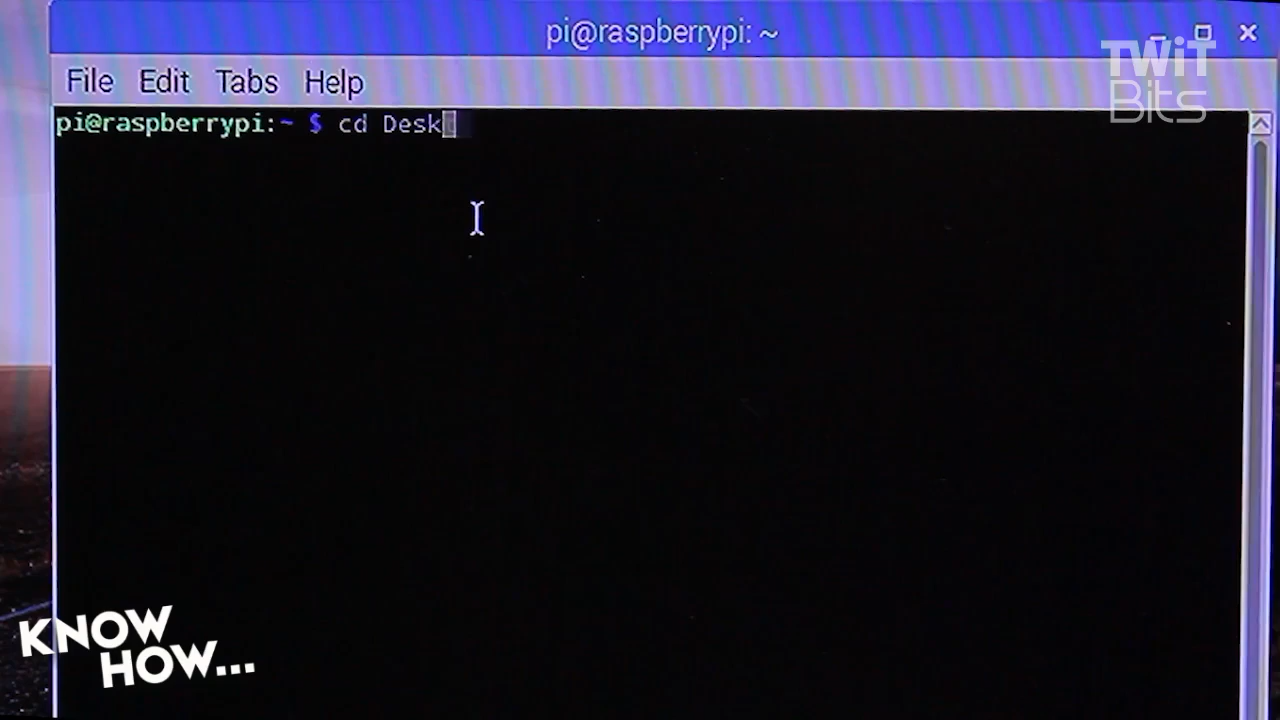 pi@raspberrypi: ~
TWiT
Bits
File Edit Tabs Help
pi@raspberrypi:~ $ cd Desk
KNOW
HOW...